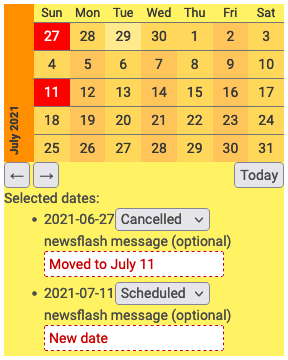 Sun Mon Tue Wed Thu Fri Sat
27 28 29 30 1 2 3
4 5 6 7 8 9 10
11 12 13 14 15 16 17
18 19 20 21 22 23 24
25 26 27 28 29 30 31
July 2021
← → Today
Selected dates:
• 2021-06-27 Cancelled
newsflash message (optional)
Moved to July 11
• 2021-07-11 Scheduled
newsflash message (optional)
New date